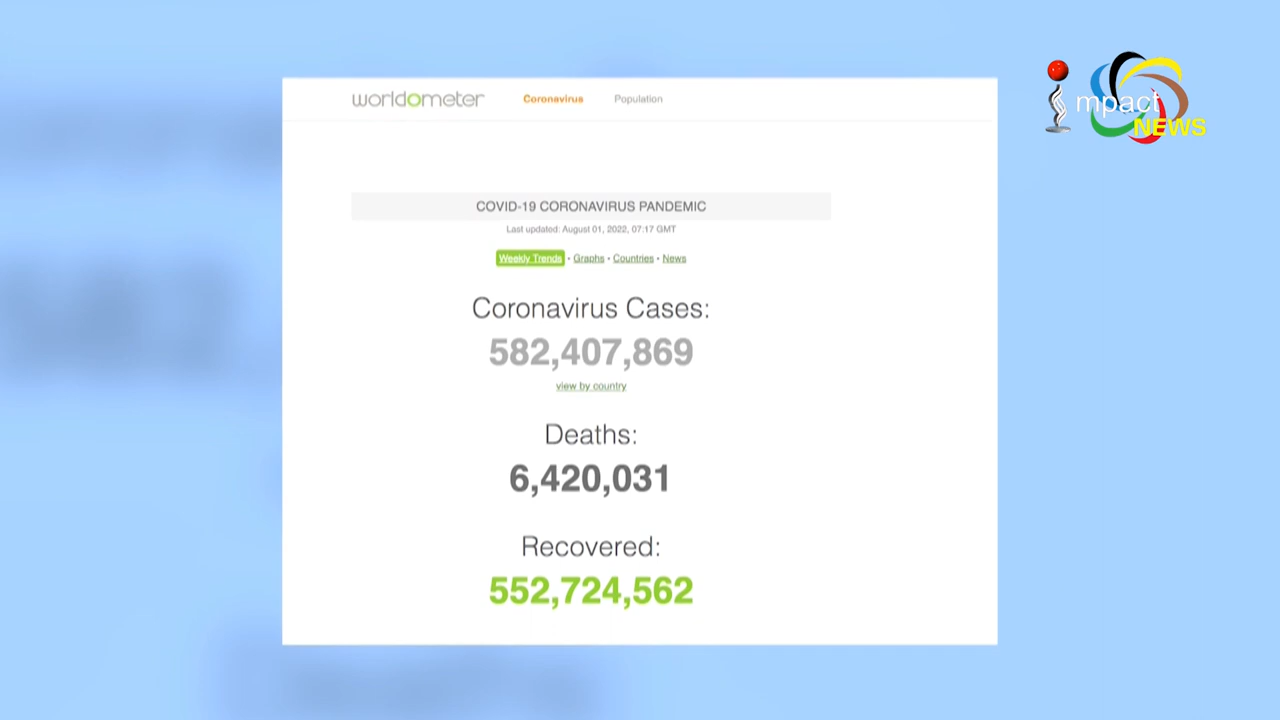 worldometer Coronavirus Population
impact
NEWS
COVID-19 CORONAVIRUS PANDEMIC
Last updated: August 01, 2022, 07:17 GMT
Weekly Trends · Graphs · Countries · News
Coronavirus Cases:
582,407,869
view by country
Deaths:
6,420,031
Recovered:
552,724,562